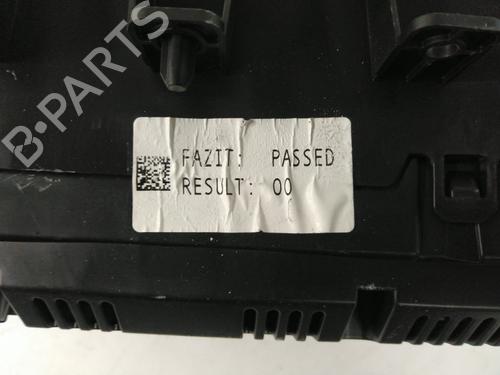 B-PARTS
FAZIT: PASSED
RESULT: 00